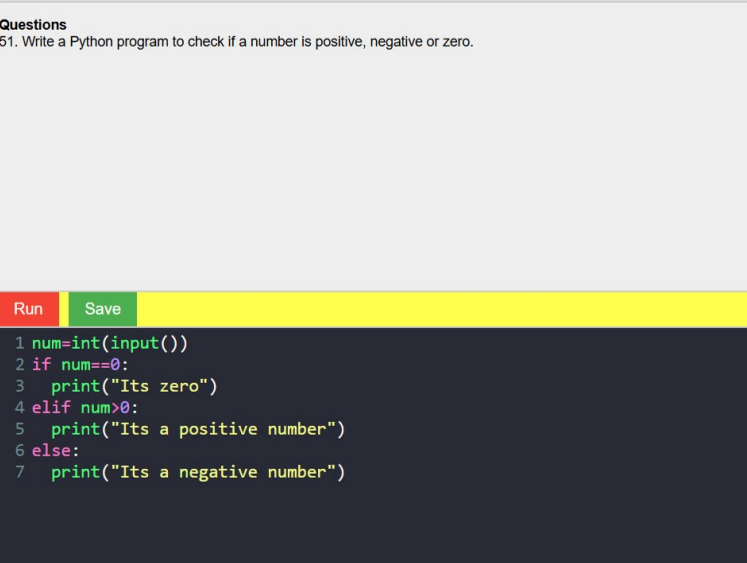 Questions
51. Write a Python program to check if a number is positive, negative or zero.
Run Save
1 num=int(input())
2 if num==0:
3   print("Its zero")
4 elif num>0:
5   print("Its a positive number")
6 else:
7   print("Its a negative number")